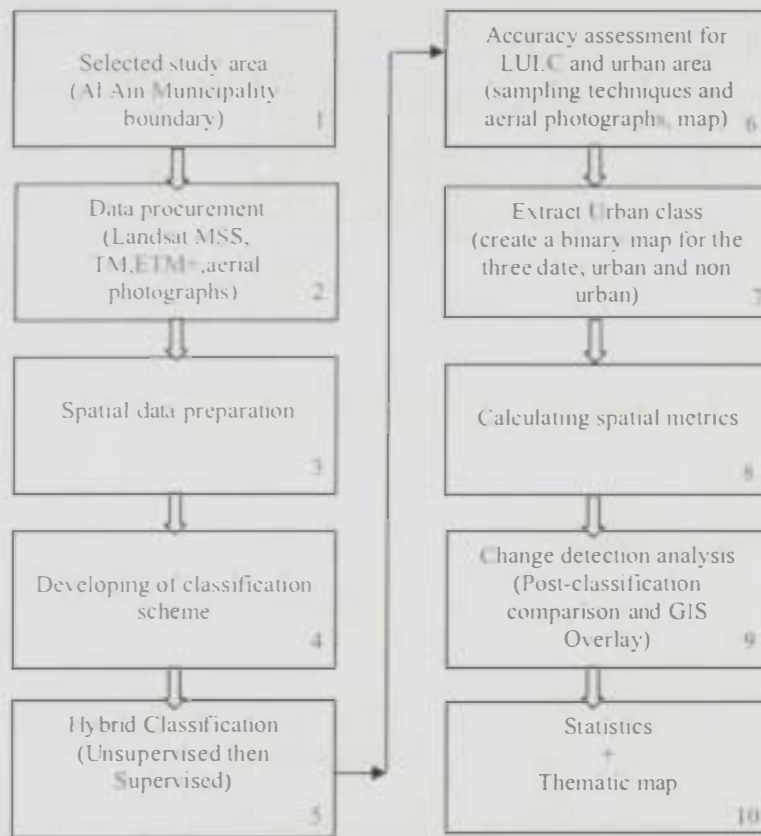 Selected study area
(Al Ain Municipality
boundary)
1
Data procurement
(Landsat MSS,
TM,ETM+,aerial
photographs)
2
Spatial data preparation
3
Developing of classification
scheme
4
Hybrid Classification
(Unsupervised then
Supervised)
5
Accuracy assessment for
LULC and urban area
(sampling techniques and
aerial photographs, map)
6
Extract Urban class
(create a binary map for the
three date, urban and non
urban)
7
Calculating spatial metrics
8
Change detection analysis
(Post-classification
comparison and GIS
Overlay)
9
Statistics
+
Thematic map
10